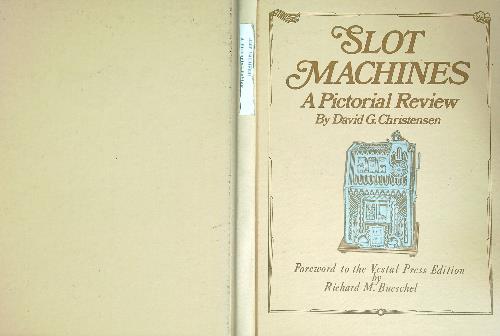 SLOT
MACHINES
A Pictorial Review
By David G. Christensen
Foreword to the Vestal Press Edition
by
Richard M. Bueschel